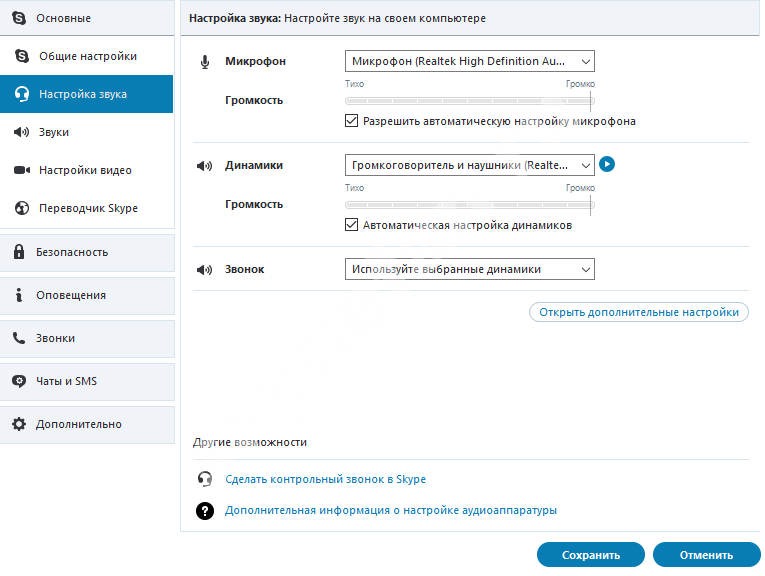 Основные
Общие настройки
Настройка звука
Звуки
Настройки видео
Переводчик Skype
Безопасность
Оповещения
Звонки
Чаты и SMS
Дополнительно
Настройка звука: Настройте звук на своем компьютере
Микрофон
Микрофон (Realtek High Definition Au...
Тихо Громко
Громкость
Разрешить автоматическую настройку микрофона
Динамики
Громкоговоритель и наушники (Realte...
Тихо Громко
Громкость
Автоматическая настройка динамиков
Звонок
Используйте выбранные динамики
Открыть дополнительные настройки
Другие возможности
Сделать контрольный звонок в Skype
?
Дополнительная информация о настройке аудиоаппаратуры
Сохранить
Отменить